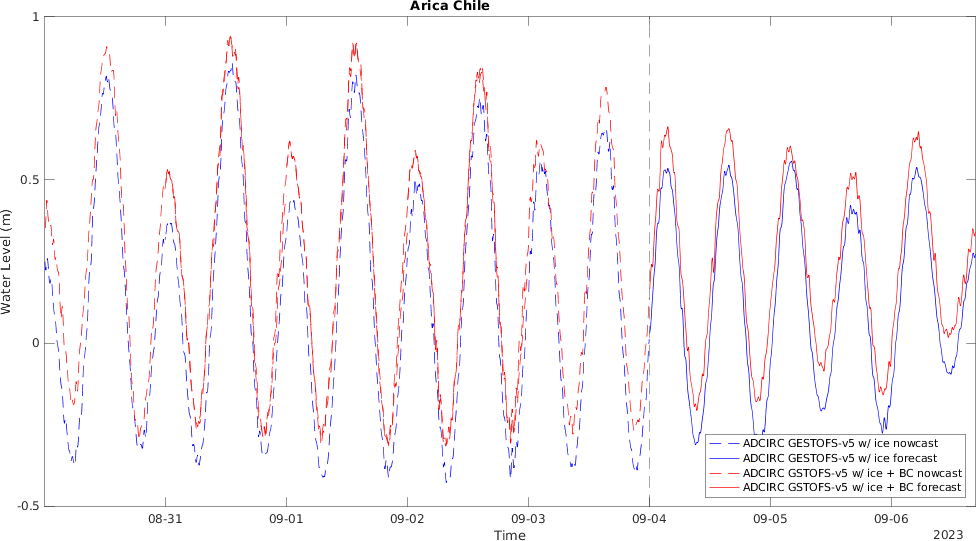 Arica Chile
1
0.5
0
-0.5
Water Level (m)
08-31
09-01
09-02
09-03
09-04
09-05
09-06
Time
2023
ADCIRC GESTOFS-v5 w/ ice nowcast
ADCIRC GESTOFS-v5 w/ ice forecast
ADCIRC GSTOFS-v5 w/ ice + BC nowcast
ADCIRC GSTOFS-v5 w/ ice + BC forecast